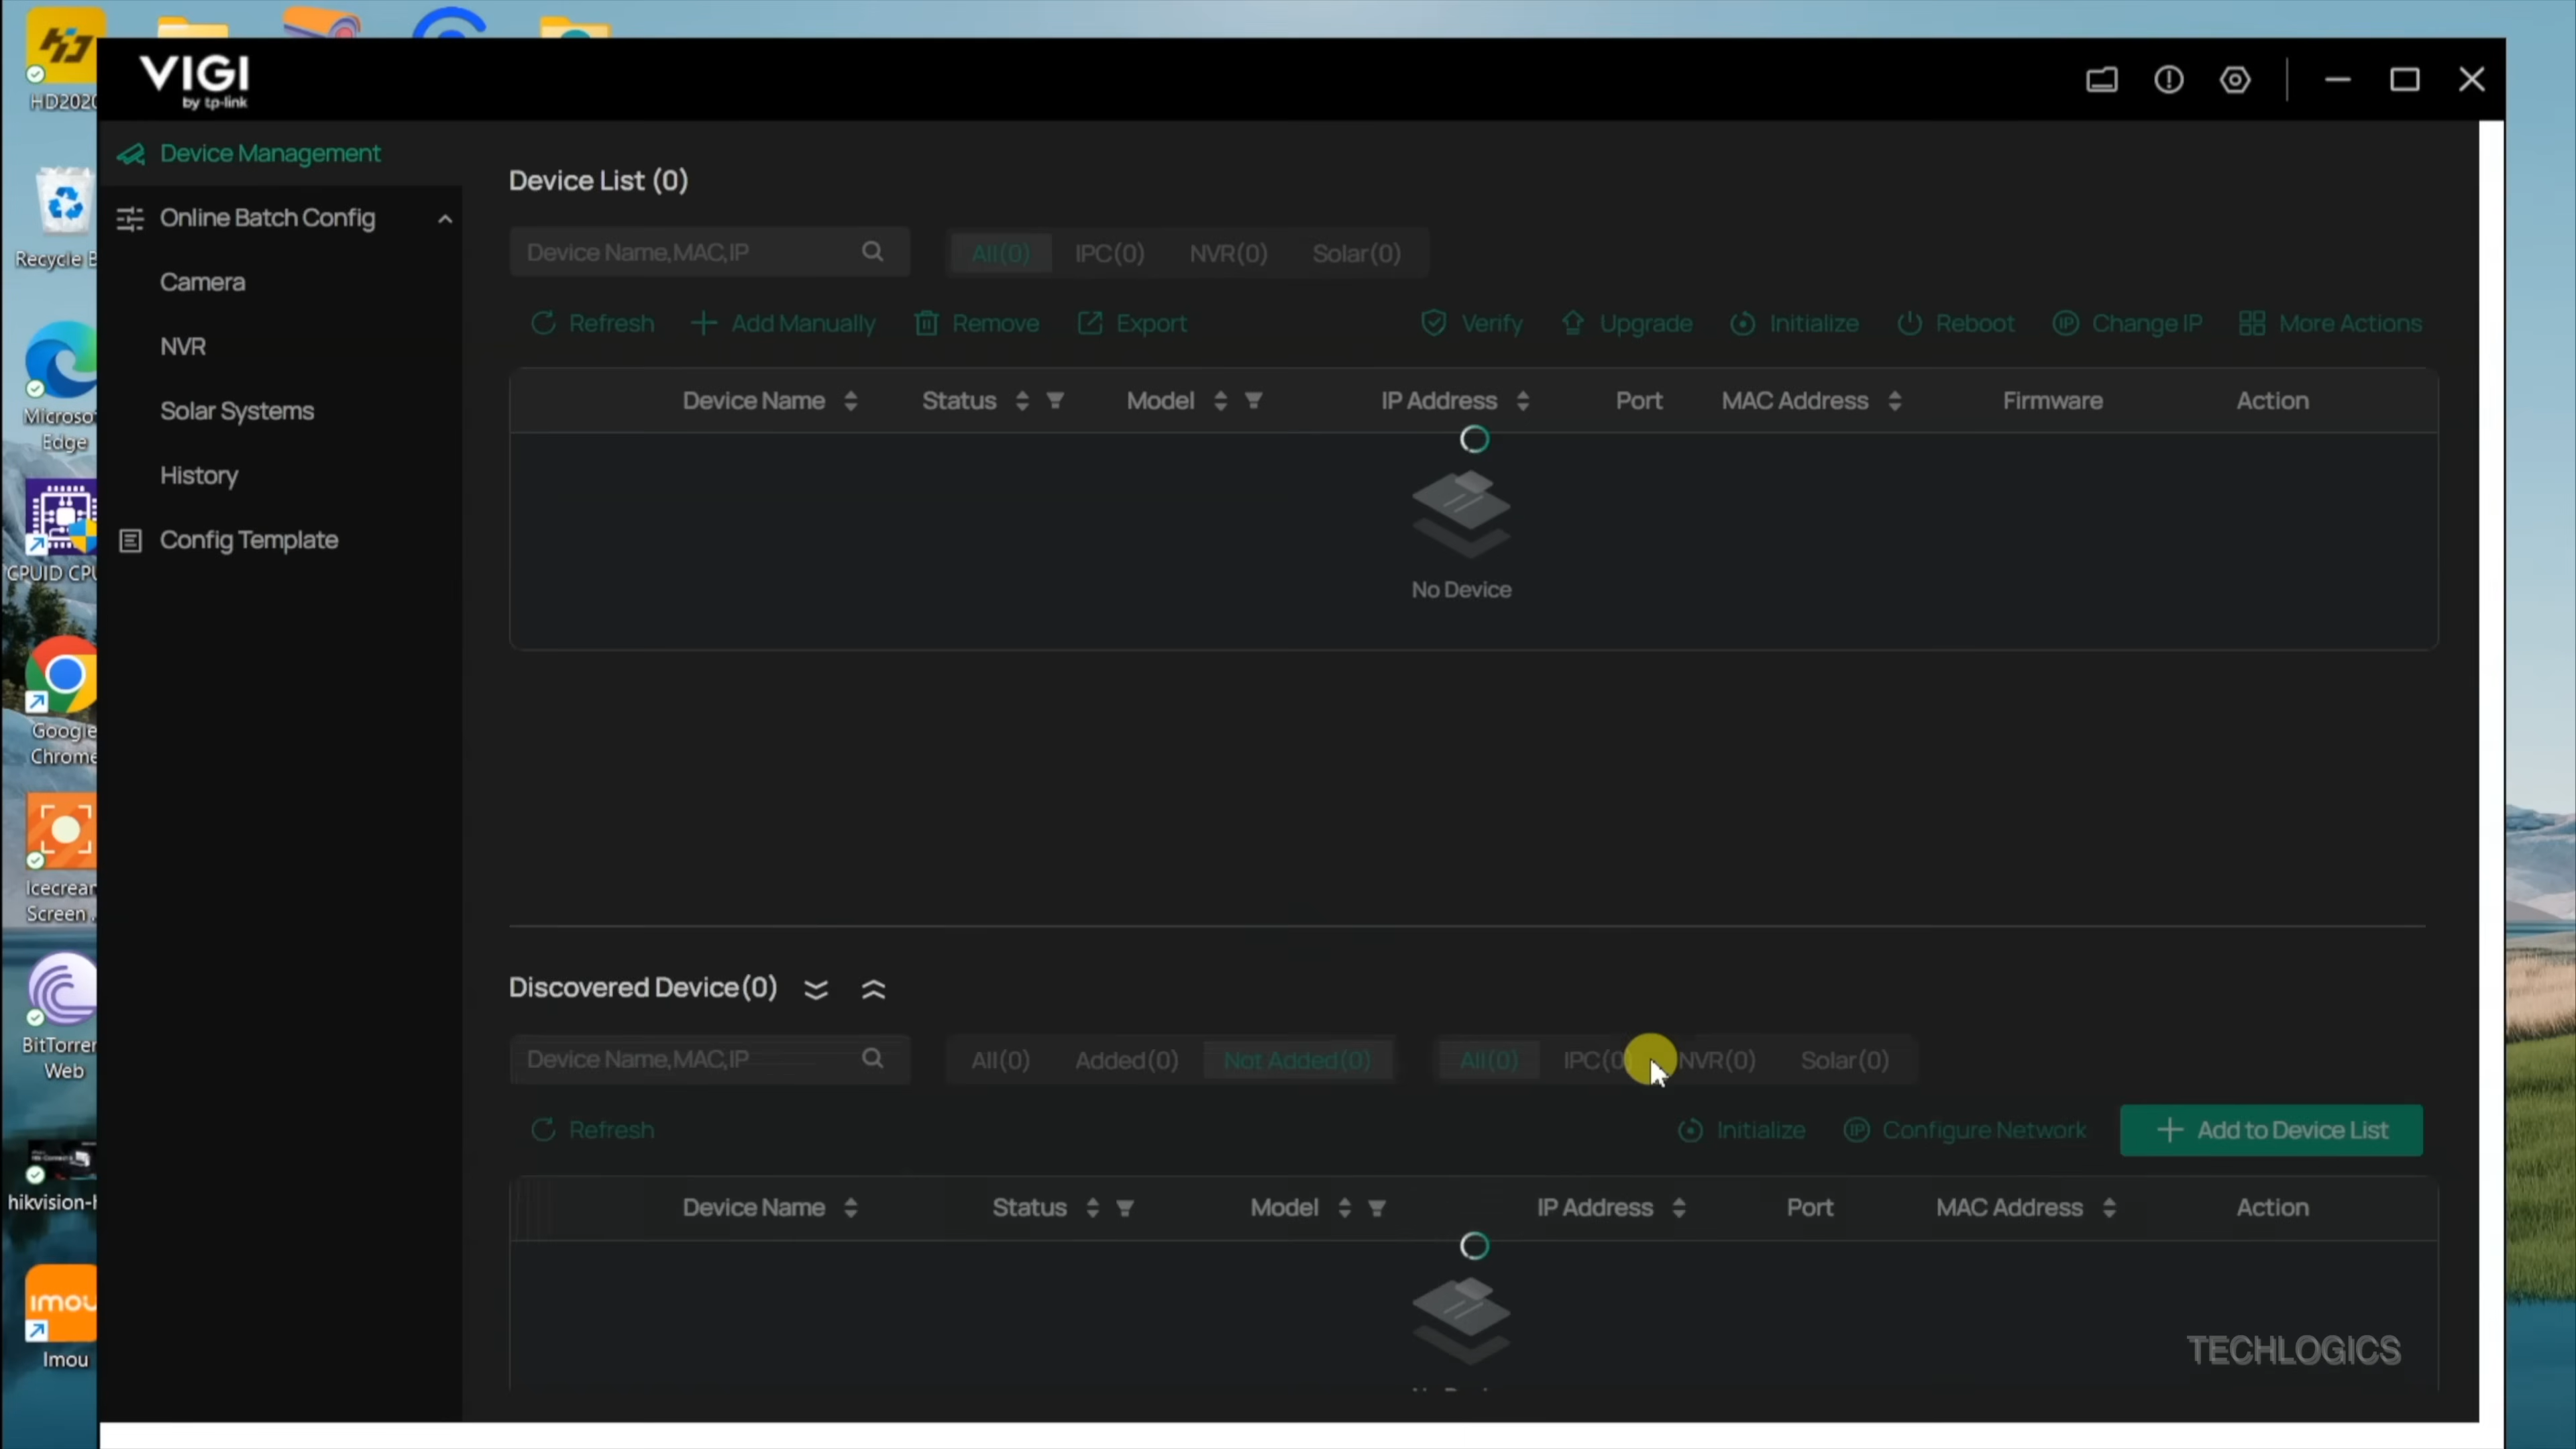 HD2020
VIGI
by tp-link
Recycle B
Microso
Edge
CPUID CPU
Google
Chrome
Icecrear
Screen .
BitTorrer
Web
hikvision-h
imou
Imou
Device Management
Online Batch Config
Camera
NVR
Solar Systems
History
Config Template
Device List (0)
Device Name,MAC,IP
All(0) IPC(0) NVR(0) Solar(0)
Refresh Add Manually Remove Export Verify Upgrade Initialize Reboot Change IP More Actions
Device Name Status Model IP Address Port MAC Address Firmware Action
No Device
Discovered Device(0)
Device Name,MAC,IP
All(0) Added(0) Not Added(0) All(0) IPC(0) NVR(0) Solar(0)
Refresh Initialize Configure Network Add to Device List
Device Name Status Model IP Address Port MAC Address Action
TECHLOGICS